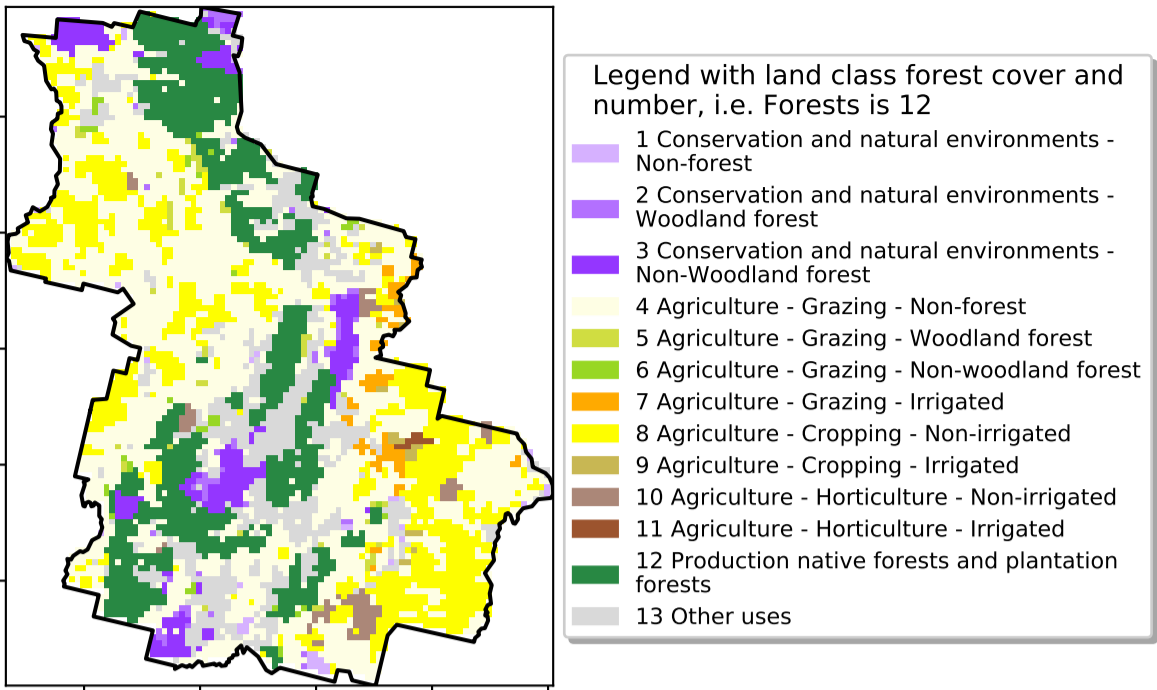 Legend with land class forest cover and
number, i.e. Forests is 12
1 Conservation and natural environments -
Non-forest
2 Conservation and natural environments -
Woodland forest
3 Conservation and natural environments -
Non-Woodland forest
4 Agriculture - Grazing - Non-forest
5 Agriculture - Grazing - Woodland forest
6 Agriculture - Grazing - Non-woodland forest
7 Agriculture - Grazing - Irrigated
8 Agriculture - Cropping - Non-irrigated
9 Agriculture - Cropping - Irrigated
10 Agriculture - Horticulture - Non-irrigated
11 Agriculture - Horticulture - Irrigated
12 Production native forests and plantation
forests
13 Other uses